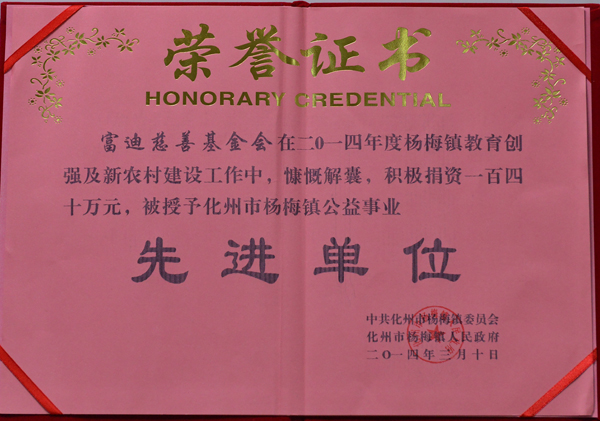 荣誉证书
HONORARY CREDENTIAL
富迪慈善基金会在二0一四年度杨梅镇教育创
强及新农村建设工作中，慷慨解囊，积极捐资一百四
十万元，被授予化州市杨梅镇公益事业
先进单位
中共化州市杨梅镇委员会
化州市杨梅镇人民政府
二0一四年三月十日